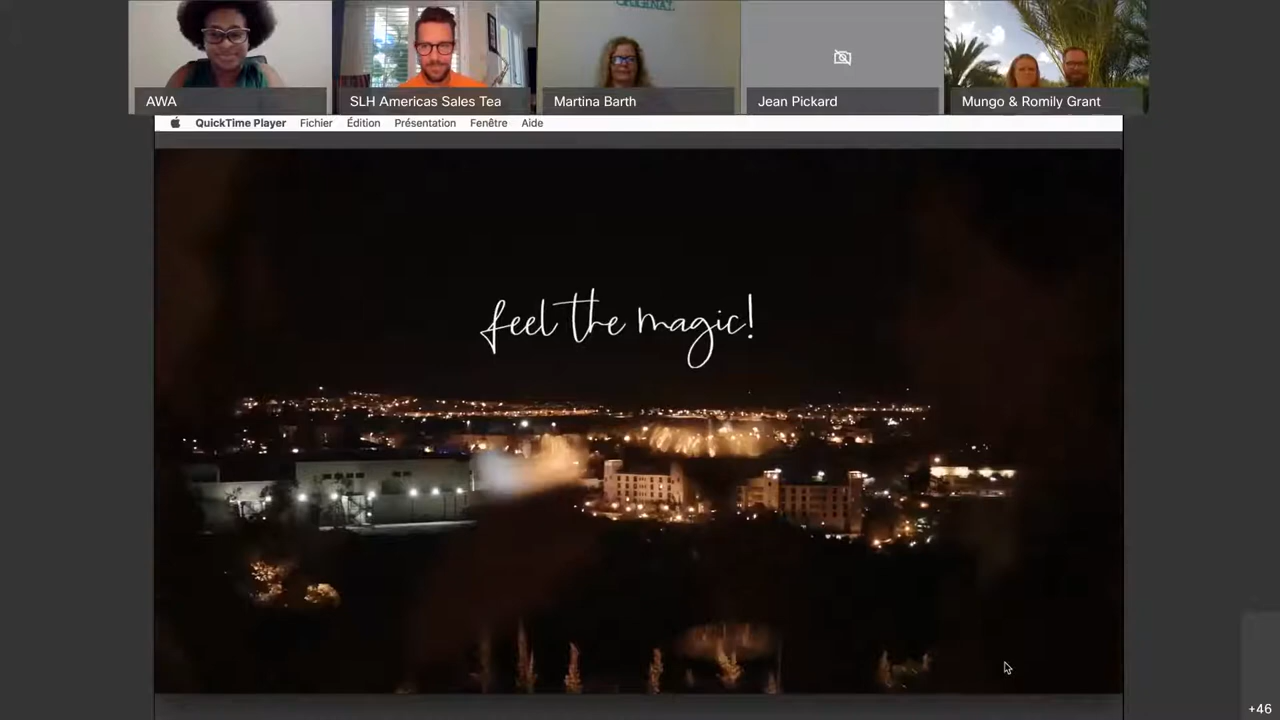 ORIGINAL
AWA
SLH Americas Sales Tea
Martina Barth
Jean Pickard
Mungo & Romily Grant
QuickTime Player Fichier Édition Présentation Fenêtre Aide
feel the magic!
+46